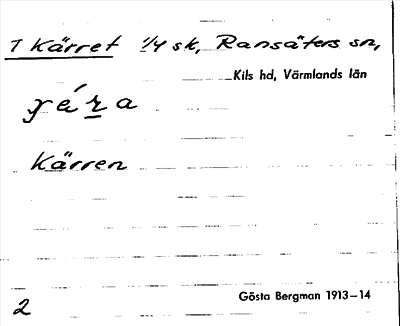 1 Kärret 1/4 sk, Ransäters sn,
Kils hd, Värmlands län
Kärren
Gösta Bergman 1913–14
2